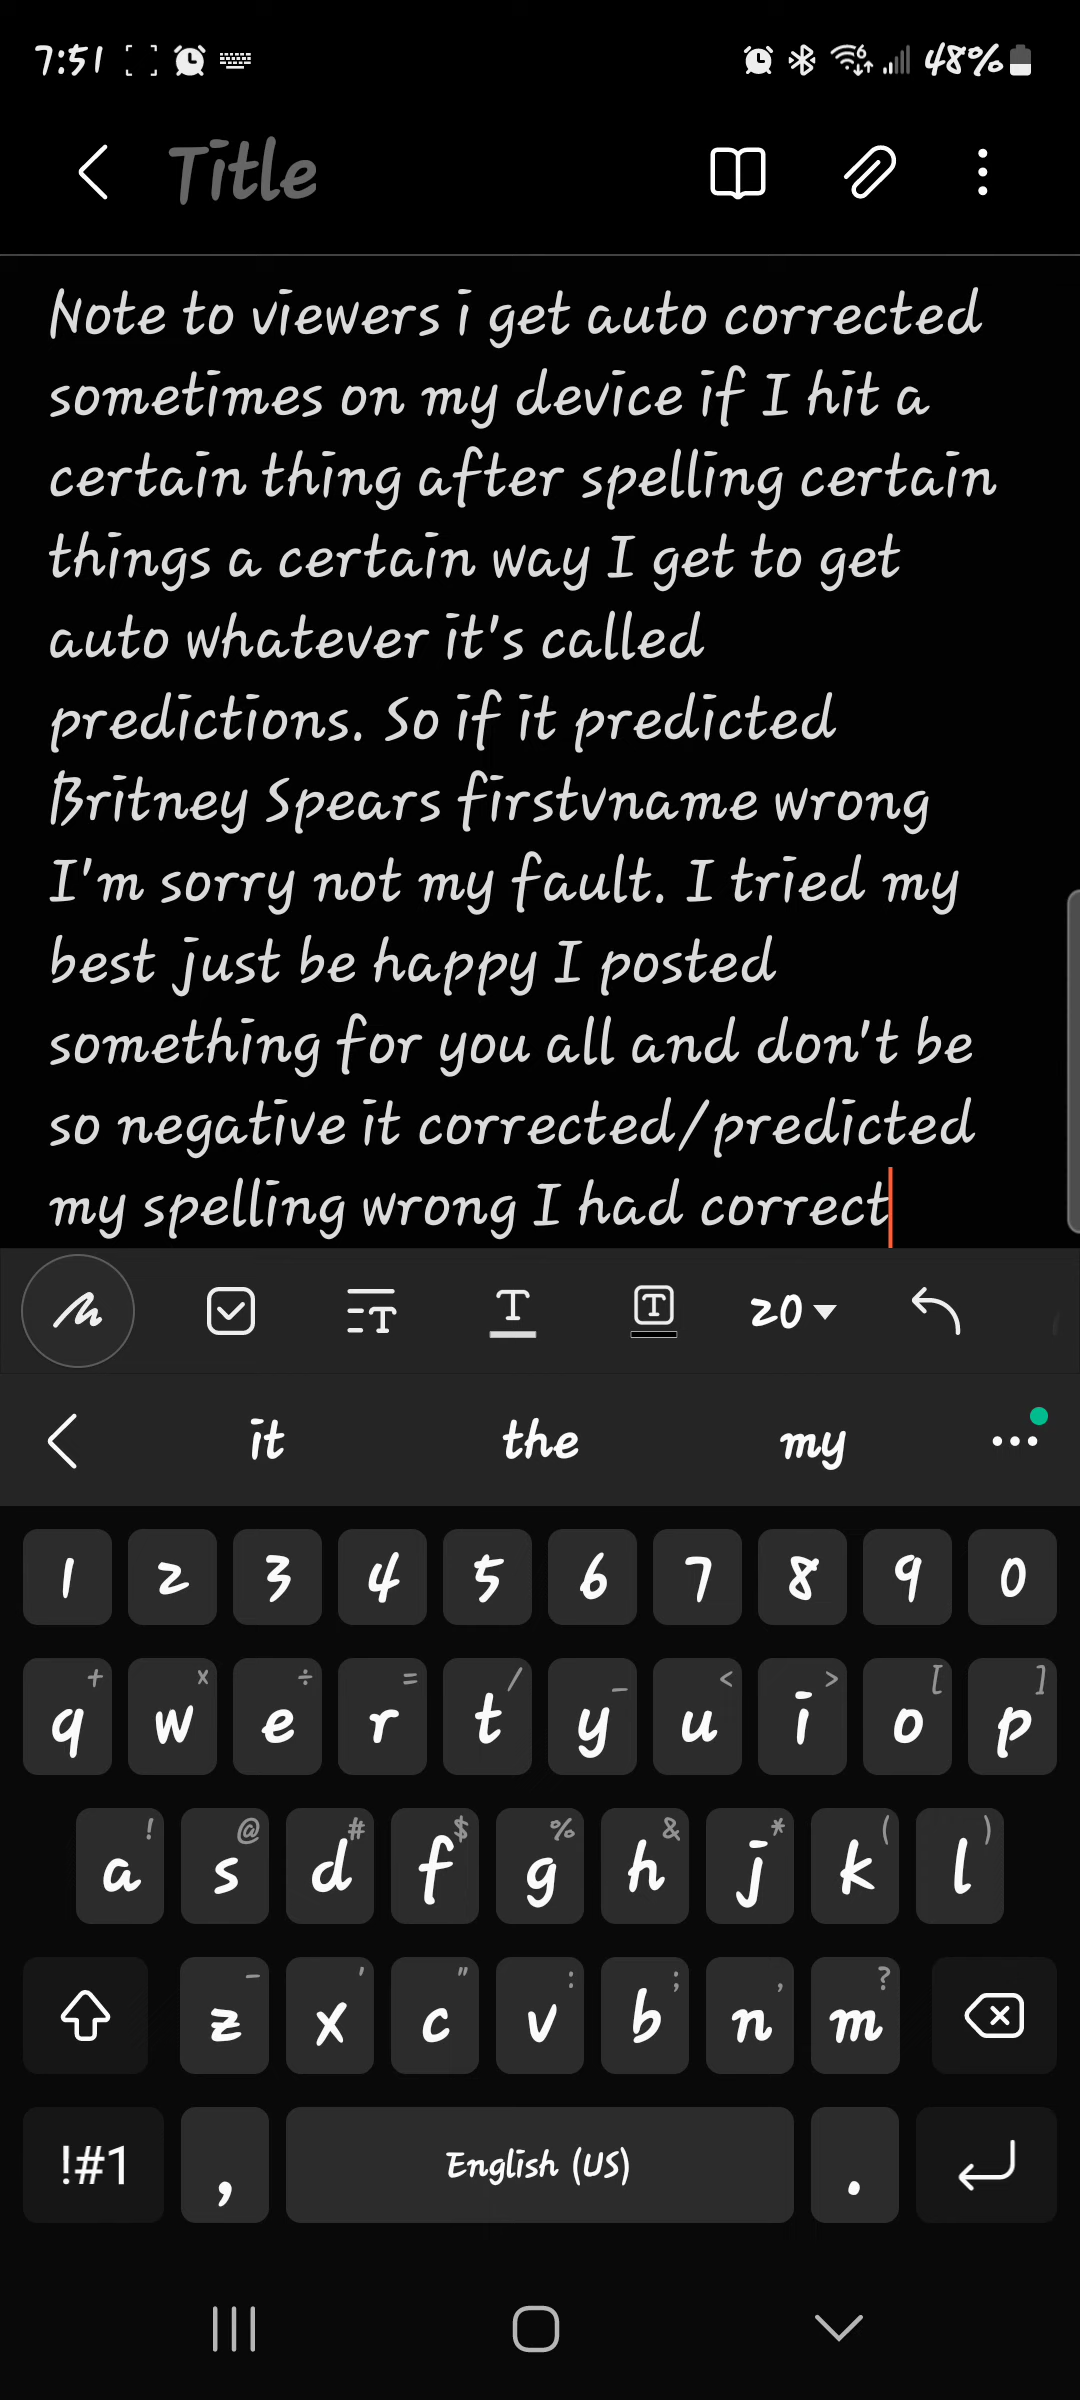 7:51 48%
Title
Note to viewers i get auto corrected
sometimes on my device if I hit a
certain thing after spelling certain
things a certain way I get to get
auto whatever it's called
predictions. So if it predicted
Britney Spears firstvname wrong
I'm sorry not my fault. I tried my
best just be happy I posted
something for you all and don't be
so negative it corrected/predicted
my spelling wrong I had correct
20
it the my
1 2 3 4 5 6 7 8 9 0
+ × ÷ = / _ < > [ ]
q w e r t y u i o p
! @ # $ % & * ( )
a s d f g h j k l
- ' " : ; , ?
z x c v b n m
!#1 , English (US) .